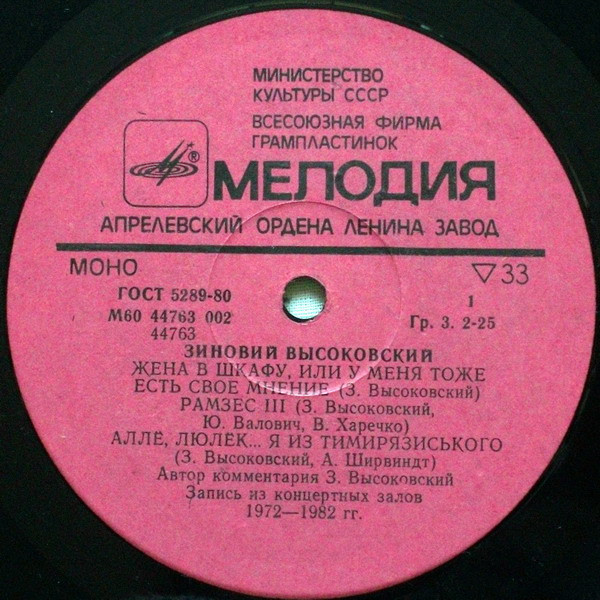 МИНИСТЕРСТВО
КУЛЬТУРЫ СССР
ВСЕСОЮЗНАЯ ФИРМА
ГРАМПЛАСТИНОК
® МЕЛОДИЯ
АПРЕЛЕВСКИЙ ОРДЕНА ЛЕНИНА ЗАВОД
МОНО ▽33
ГОСТ 5289-80 1
М60 44763 002 Гр. 3. 2-25
44763
ЗИНОВИЙ ВЫСОКОВСКИЙ
ЖЕНА В ШКАФУ, ИЛИ У МЕНЯ ТОЖЕ
ЕСТЬ СВОЕ МНЕНИЕ (З. Высоковский)
РАМЗЕС III (З. Высоковский,
Ю. Валович, В. Харечко)
АЛЛЁ, ЛЮЛЁК... Я ИЗ ТИМИРЯЗИСЬКОГО
(З. Высоковский, А. Ширвиндт)
Автор комментария З. Высоковский
Запись из концертных залов
1972—1982 гг.